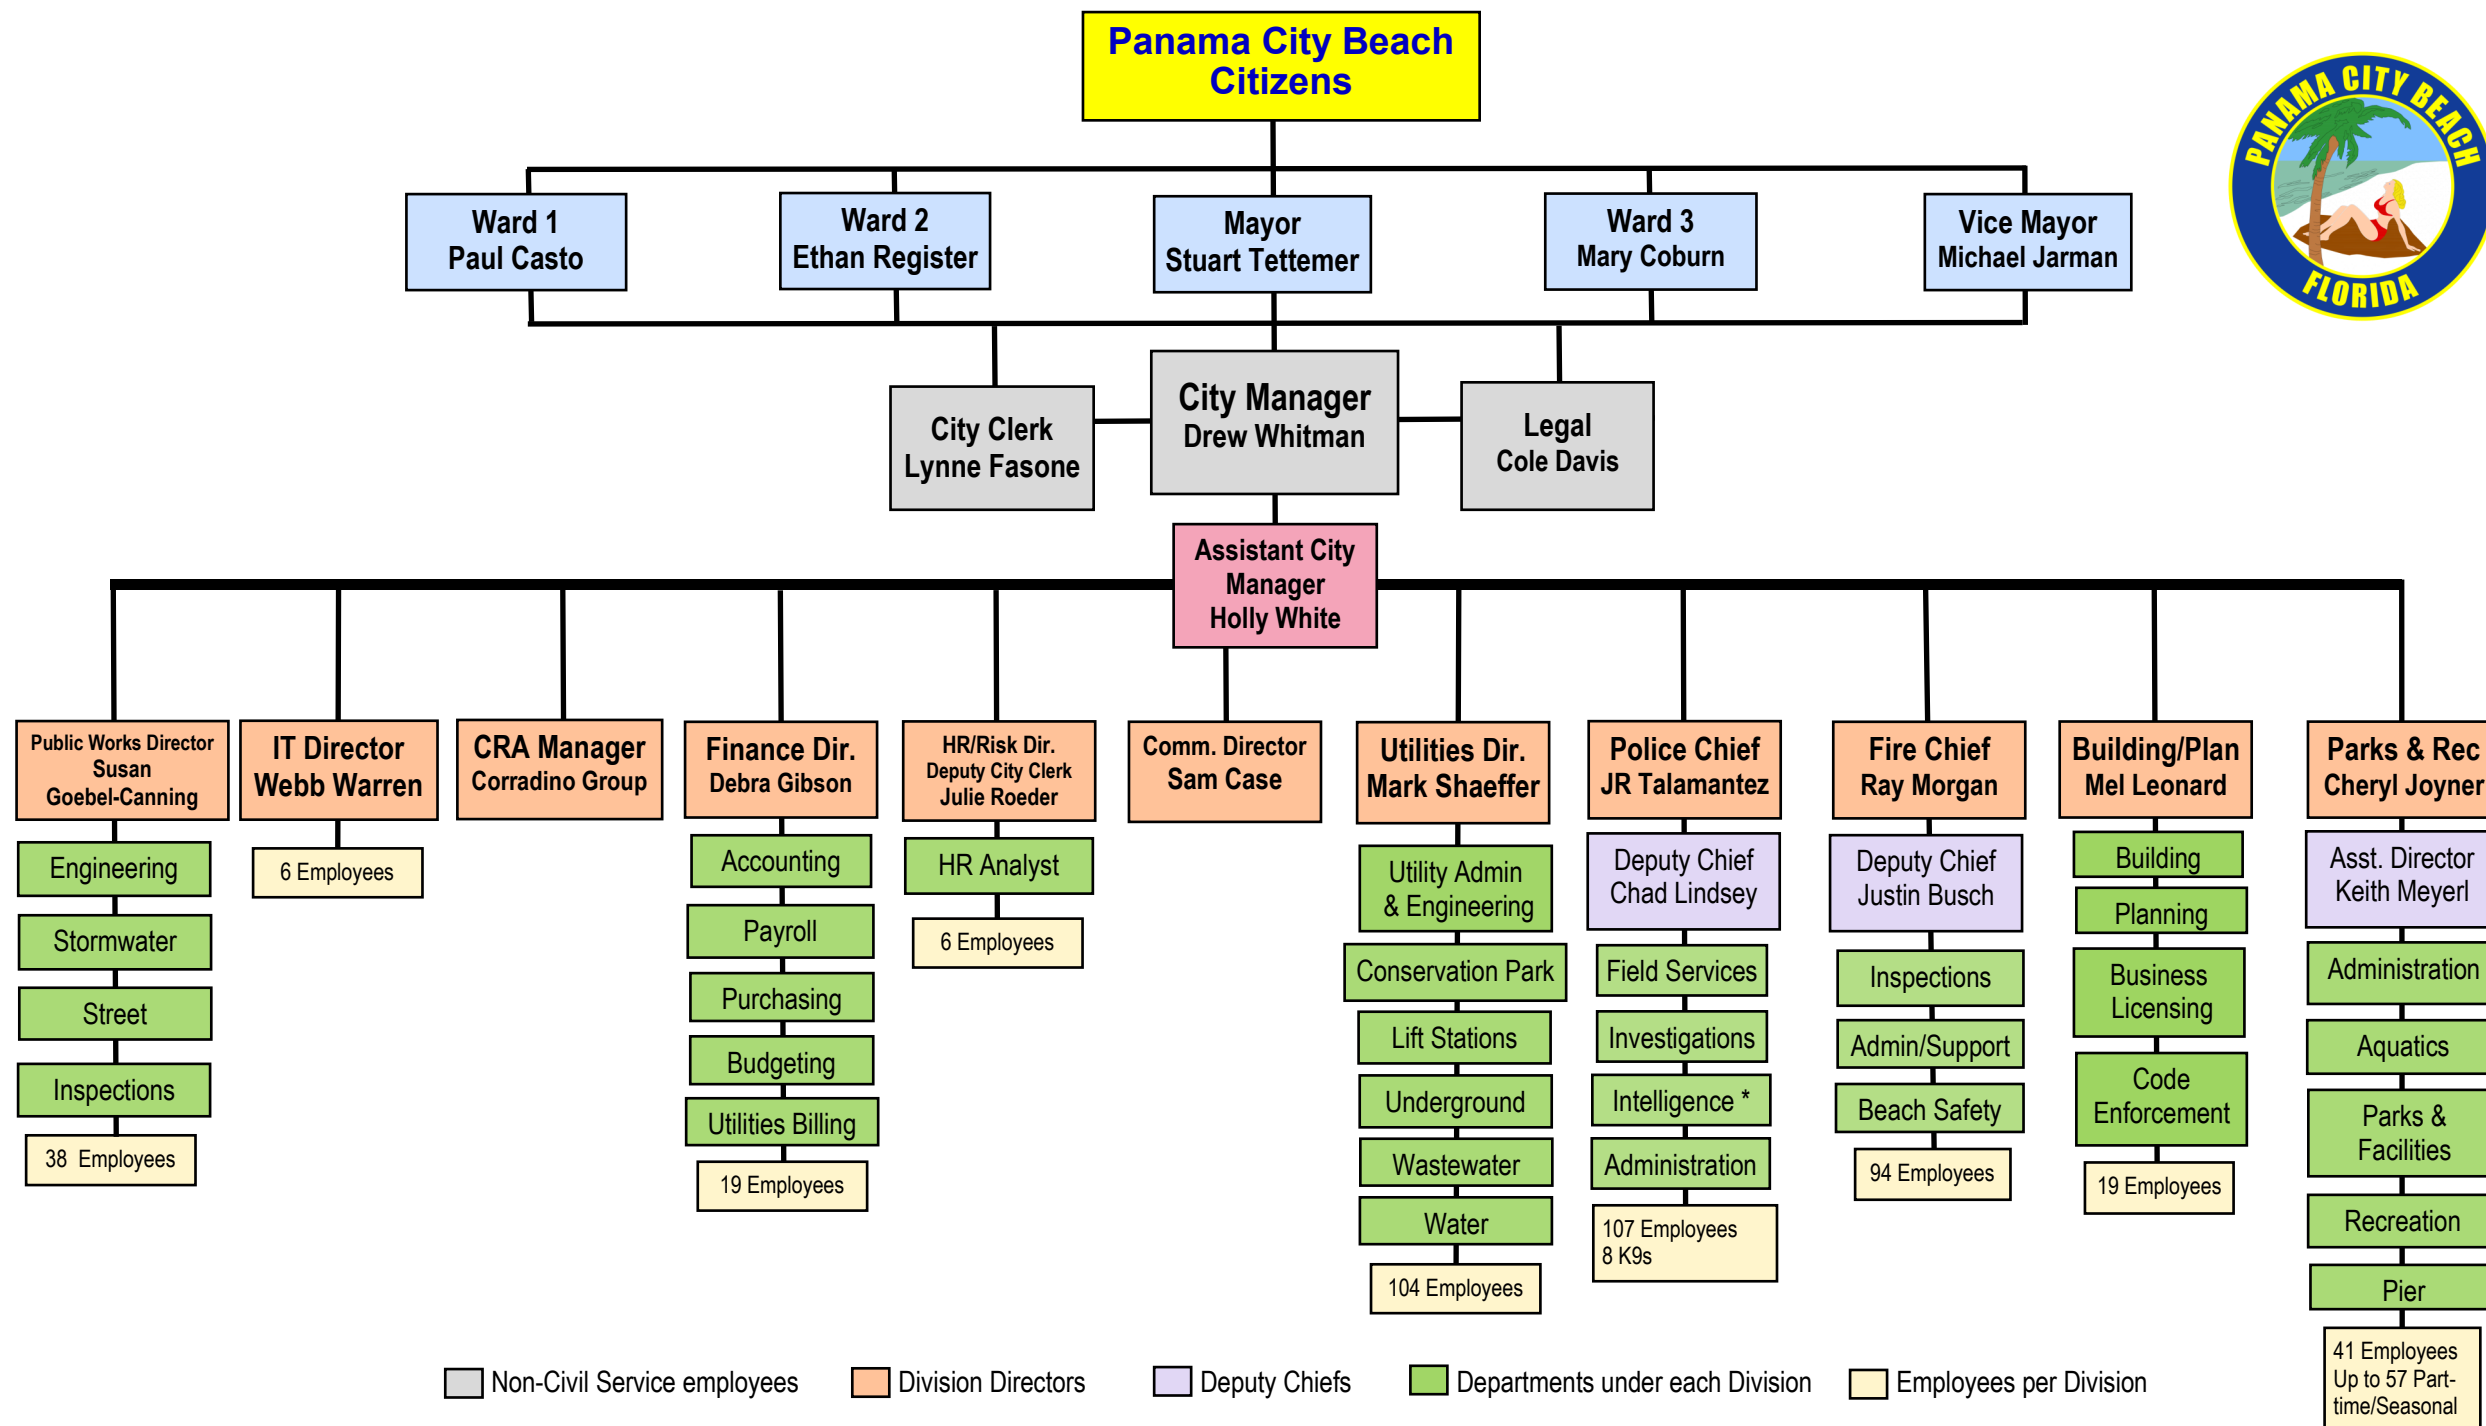 Panama City Beach
Citizens
PANAMA CITY BEACH
FLORIDA
Ward 1
Paul Casto
Ward 2
Ethan Register
Mayor
Stuart Tettemer
Ward 3
Mary Coburn
Vice Mayor
Michael Jarman
City Clerk
Lynne Fasone
City Manager
Drew Whitman
Legal
Cole Davis
Assistant City
Manager
Holly White
Public Works Director
Susan
Goebel-Canning
Engineering
Stormwater
Street
Inspections
38 Employees
IT Director
Webb Warren
6 Employees
CRA Manager
Corradino Group
Finance Dir.
Debra Gibson
Accounting
Payroll
Purchasing
Budgeting
Utilities Billing
19 Employees
HR/Risk Dir.
Deputy City Clerk
Julie Roeder
HR Analyst
6 Employees
Comm. Director
Sam Case
Utilities Dir.
Mark Shaeffer
Utility Admin
& Engineering
Conservation Park
Lift Stations
Underground
Wastewater
Water
104 Employees
Police Chief
JR Talamantez
Deputy Chief
Chad Lindsey
Field Services
Investigations
Intelligence *
Administration
107 Employees
8 K9s
Fire Chief
Ray Morgan
Deputy Chief
Justin Busch
Inspections
Admin/Support
Beach Safety
94 Employees
Building/Plan
Mel Leonard
Building
Planning
Business
Licensing
Code
Enforcement
19 Employees
Parks & Rec
Cheryl Joyner
Asst. Director
Keith Meyerl
Administration
Aquatics
Parks &
Facilities
Recreation
Pier
41 Employees
Up to 57 Part-
time/Seasonal
Non-Civil Service employees
Division Directors
Deputy Chiefs
Departments under each Division
Employees per Division